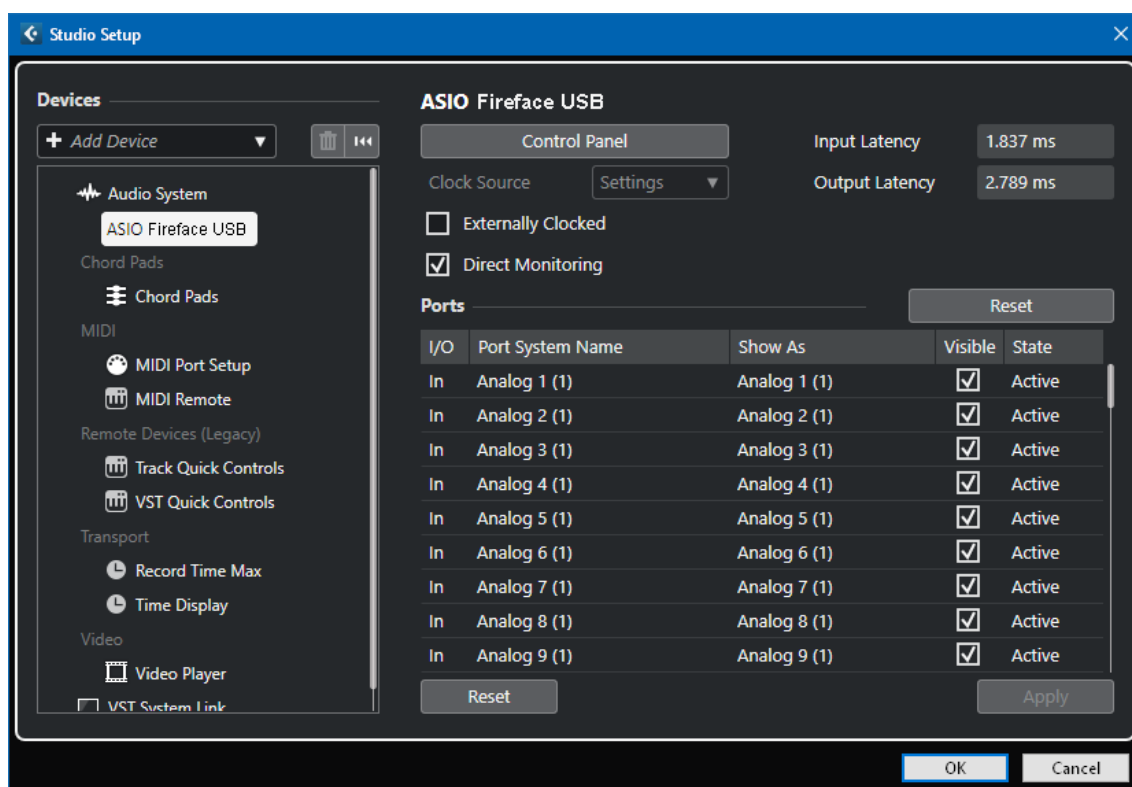 Studio Setup
Devices
Add Device
Audio System
ASIO Fireface USB
Chord Pads
Chord Pads
MIDI
MIDI Port Setup
MIDI Remote
Remote Devices (Legacy)
Track Quick Controls
VST Quick Controls
Transport
Record Time Max
Time Display
Video
Video Player
VST System Link
ASIO Fireface USB
Control Panel
Input Latency 1.837 ms
Clock Source Settings
Output Latency 2.789 ms
Externally Clocked
Direct Monitoring
Ports
Reset
I/O Port System Name Show As Visible State
In Analog 1 (1) Analog 1 (1) Active
In Analog 2 (1) Analog 2 (1) Active
In Analog 3 (1) Analog 3 (1) Active
In Analog 4 (1) Analog 4 (1) Active
In Analog 5 (1) Analog 5 (1) Active
In Analog 6 (1) Analog 6 (1) Active
In Analog 7 (1) Analog 7 (1) Active
In Analog 8 (1) Analog 8 (1) Active
In Analog 9 (1) Analog 9 (1) Active
Reset
Apply
OK
Cancel